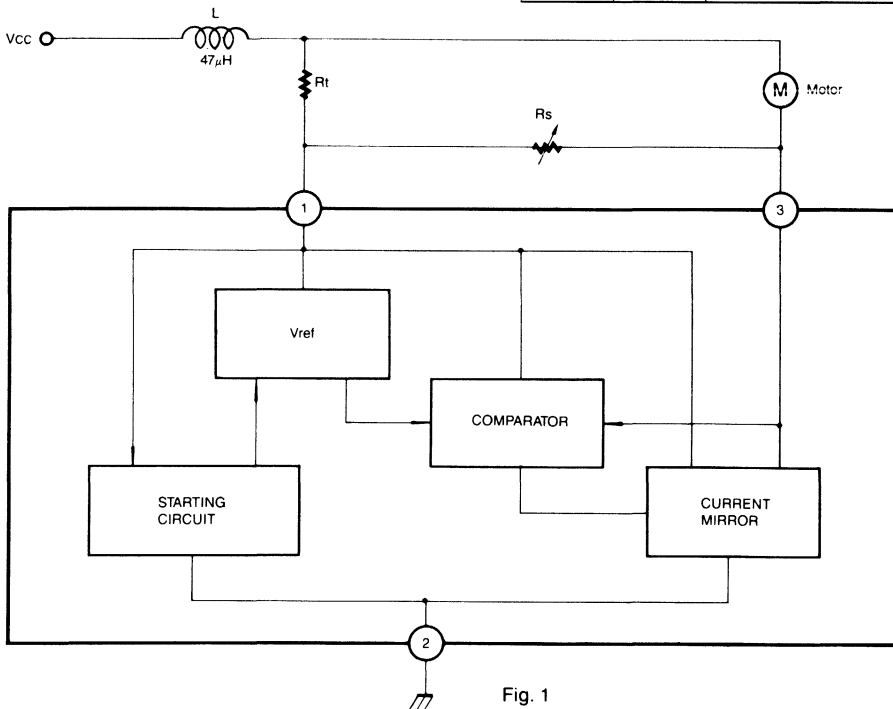 L
Vcc
47μH
Rt
M
Motor
Rs
1
3
Vref
COMPARATOR
STARTING
CIRCUIT
CURRENT
MIRROR
2
Fig. 1